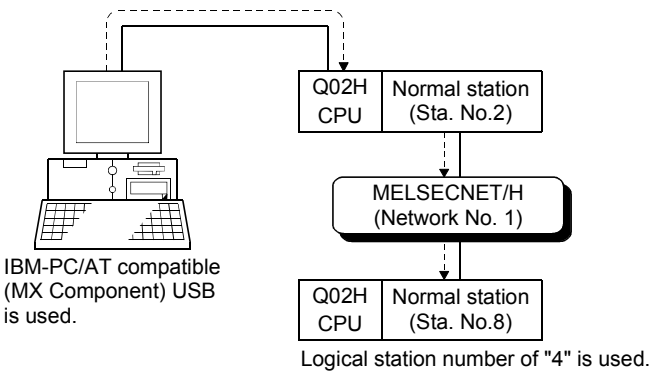 Q02H
CPU
Normal station
(Sta. No.2)
MELSECNET/H
(Network No. 1)
IBM-PC/AT compatible
(MX Component) USB
is used.
Q02H
CPU
Normal station
(Sta. No.8)
Logical station number of "4" is used.